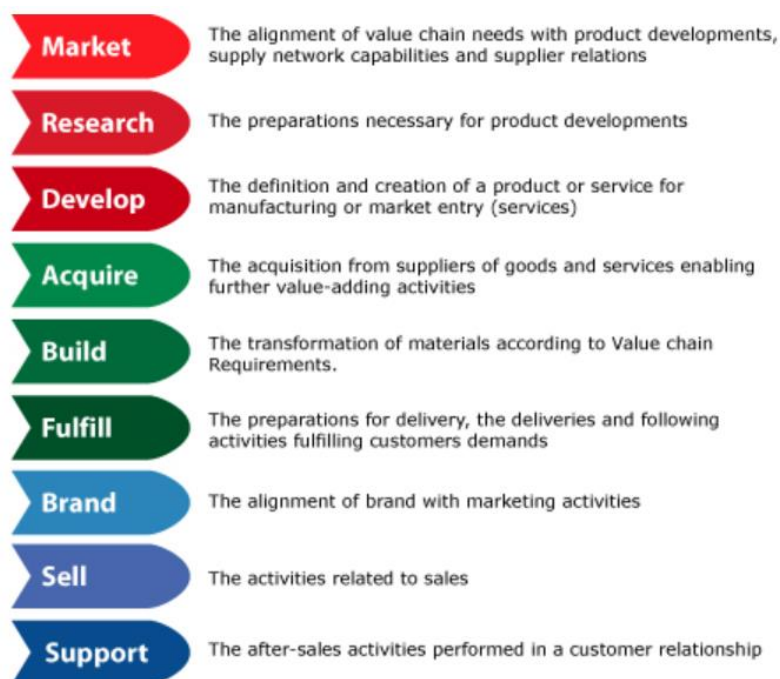 Market
The alignment of value chain needs with product developments,
supply network capabilities and supplier relations
Research
The preparations necessary for product developments
Develop
The definition and creation of a product or service for
manufacturing or market entry (services)
Acquire
The acquisition from suppliers of goods and services enabling
further value-adding activities
Build
The transformation of materials according to Value chain
Requirements.
Fulfill
The preparations for delivery, the deliveries and following
activities fulfilling customers demands
Brand
The alignment of brand with marketing activities
Sell
The activities related to sales
Support
The after-sales activities performed in a customer relationship